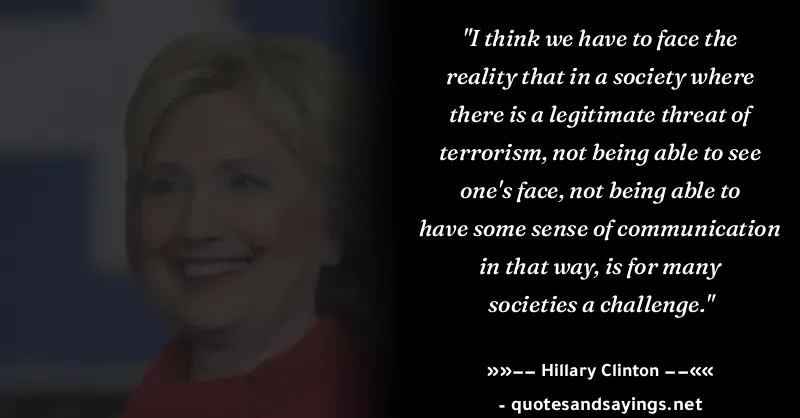 "I think we have to face the
reality that in a society where
there is a legitimate threat of
terrorism, not being able to see
one's face, not being able to
have some sense of communication
in that way, is for many
societies a challenge."
»»−− Hillary Clinton −−««
- quotesandsayings.net